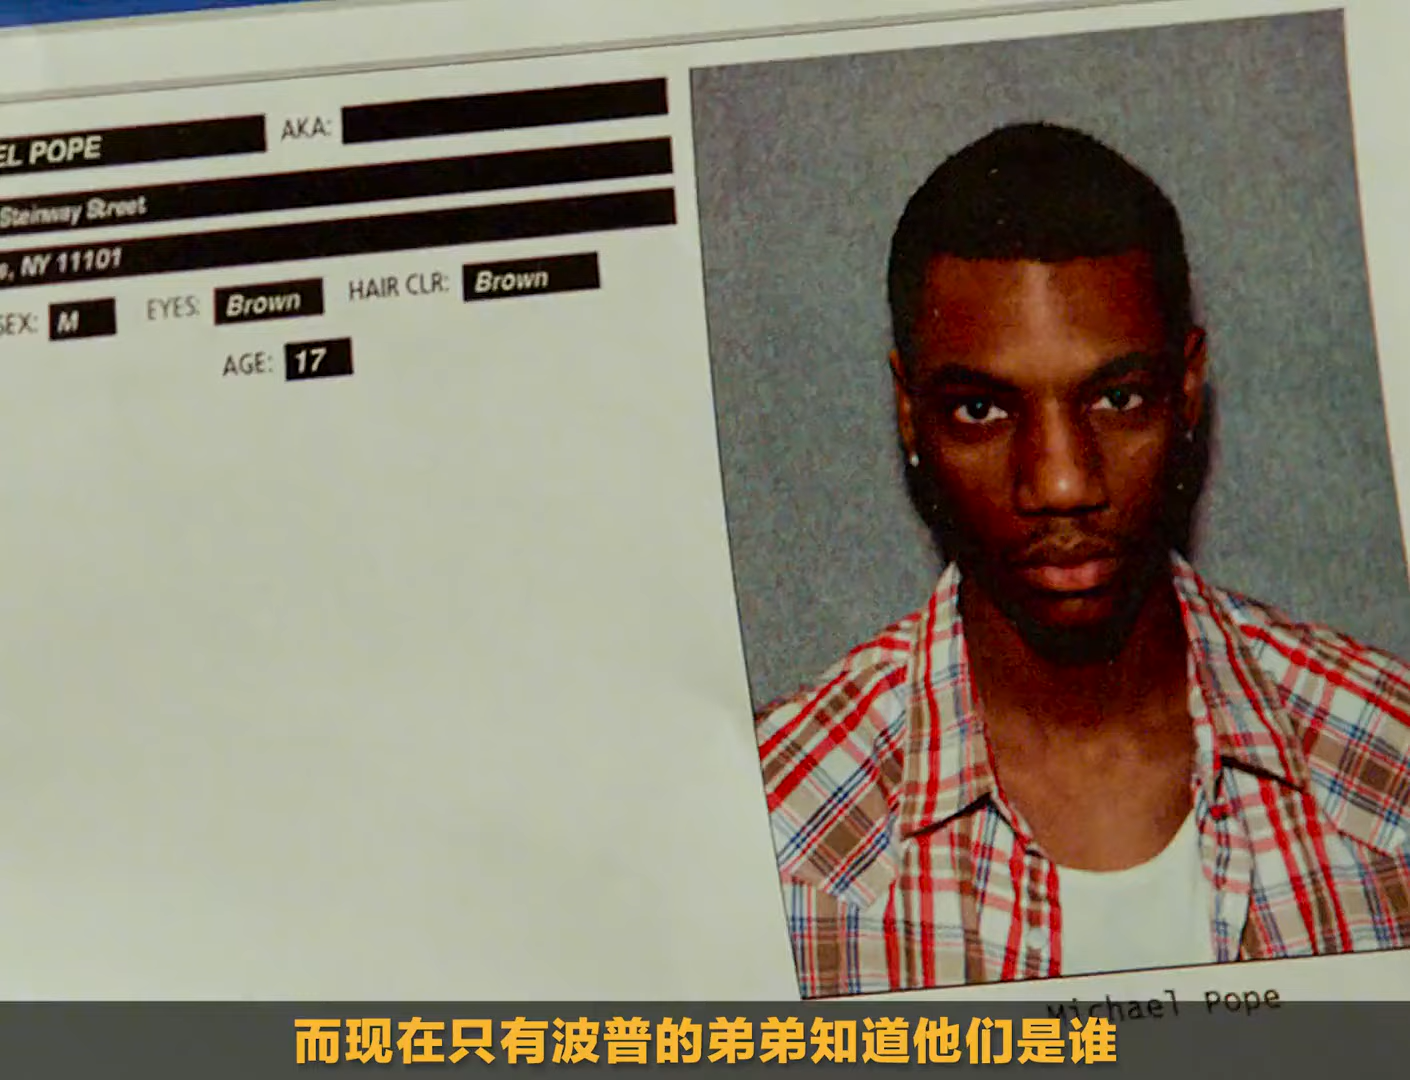 EL POPE AKA:
Steinway Street
, NY 11101
SEX: M EYES: Brown HAIR CLR: Brown
AGE: 17
Michael Pope
而现在只有波普的弟弟知道他们是谁